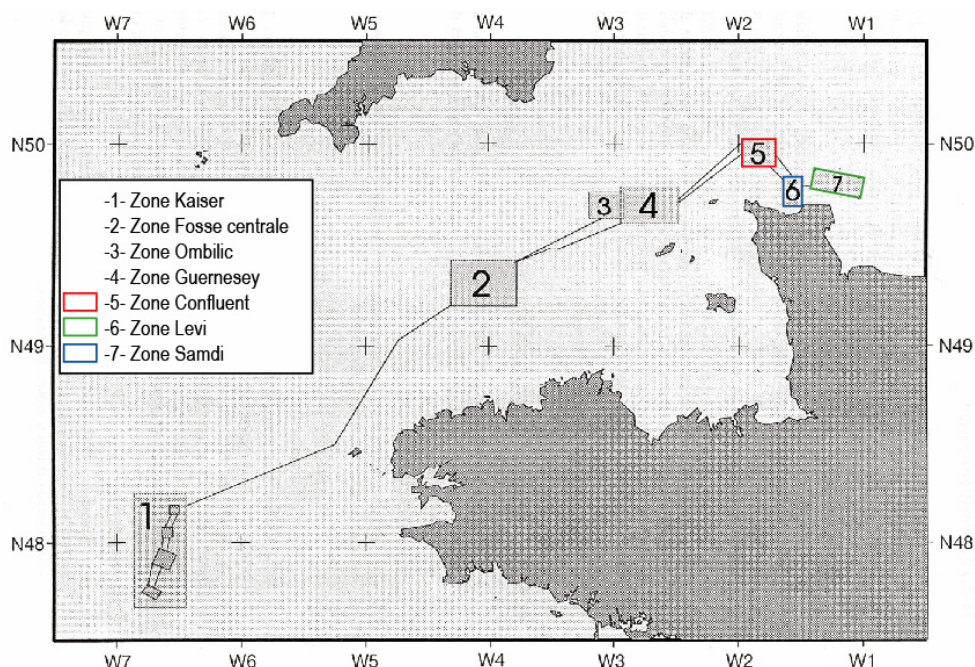 W7 W6 W5 W4 W3 W2 W1
N50 N50
-1- Zone Kaiser
-2- Zone Fosse centrale
-3- Zone Ombilic
-4- Zone Guernesey
-5- Zone Confluent
-6- Zone Levi
-7- Zone Samdi
5
6
7
3
4
2
N49 N49
1
N48 N48
W7 W6 W5 W4 W3 W2 W1